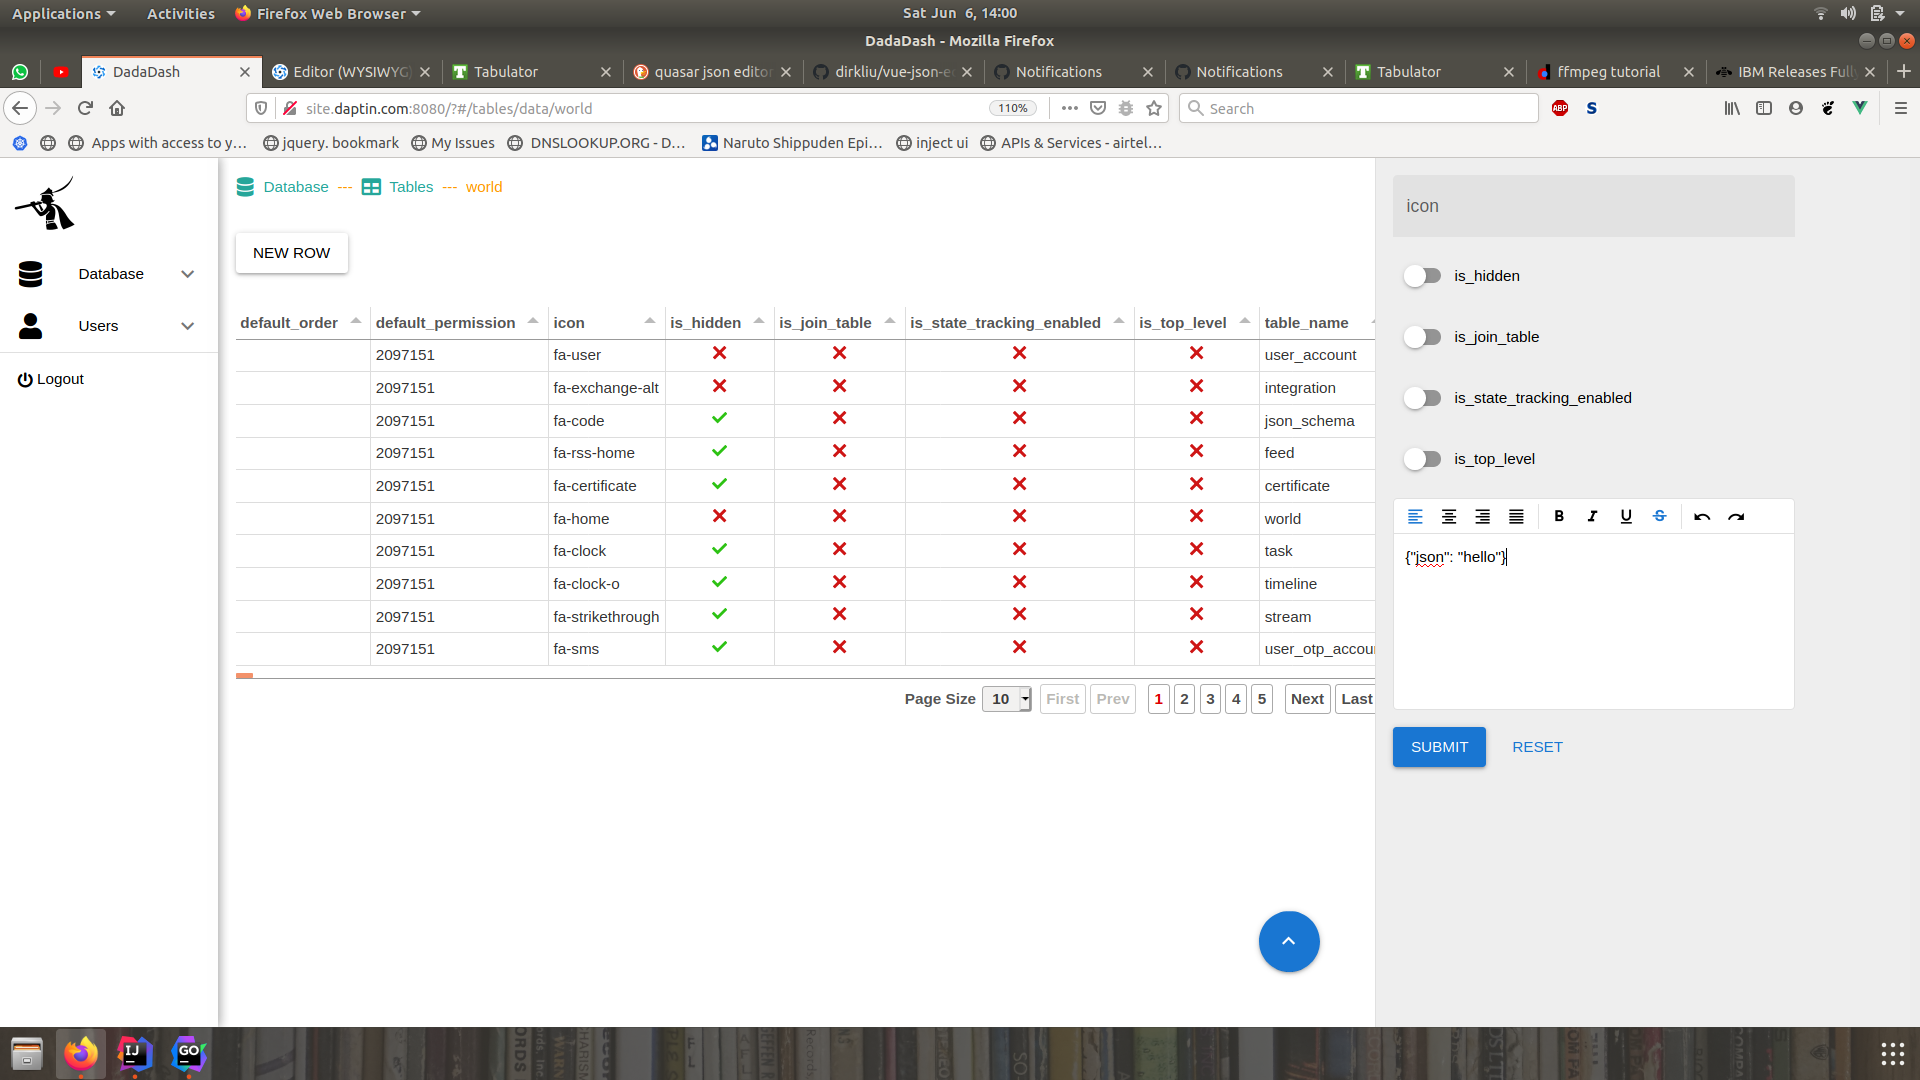 Applications Activities Firefox Web Browser Sat Jun 6, 14:00
DadaDash - Mozilla Firefox
DadaDash Editor (WYSIWYG) Tabulator quasar json editor dirkliu/vue-json-e Notifications Notifications Tabulator ffmpeg tutorial IBM Releases Fully
site.daptin.com:8080/?#/tables/data/world 110% Search ABP S
Apps with access to y… jquery. bookmark My Issues DNSLOOKUP.ORG - D… Naruto Shippuden Epi… inject ui APIs & Services - airtel…
Database --- Tables --- world
NEW ROW
Database
Users
Logout
default_order default_permission icon is_hidden is_join_table is_state_tracking_enabled is_top_level table_name
2097151 fa-user user_account
2097151 fa-exchange-alt integration
2097151 fa-code json_schema
2097151 fa-rss-home feed
2097151 fa-certificate certificate
2097151 fa-home world
2097151 fa-clock task
2097151 fa-clock-o timeline
2097151 fa-strikethrough stream
2097151 fa-sms user_otp_accou
Page Size 10 First Prev 1 2 3 4 5 Next Last
icon
is_hidden
is_join_table
is_state_tracking_enabled
is_top_level
B I U S
{"json": "hello"}
SUBMIT RESET
IJ GO